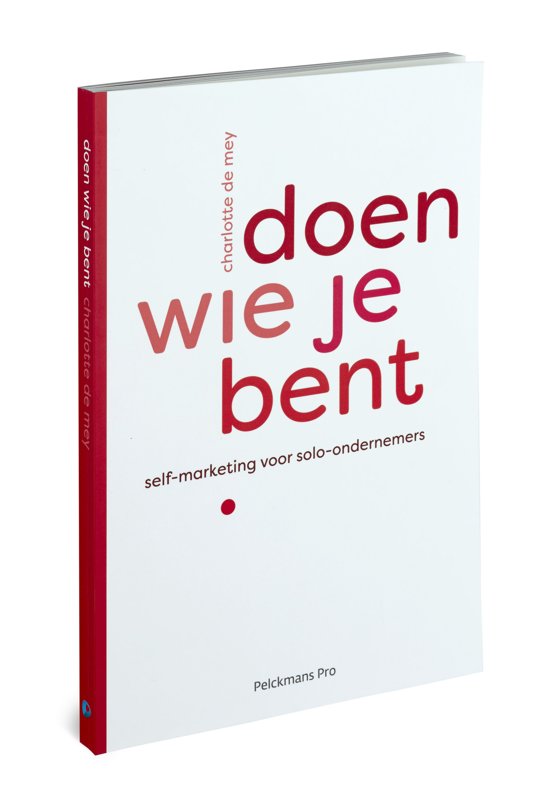 doen wie je bent charlotte de mey
charlotte de mey
doen
wie je
bent
self-marketing voor solo-ondernemers
Pelckmans Pro